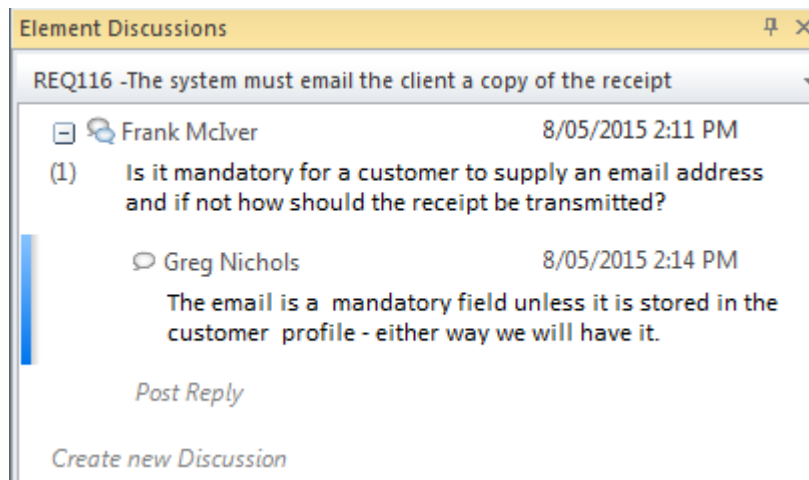 Element Discussions
REQ116 -The system must email the client a copy of the receipt
Frank McIver 8/05/2015 2:11 PM
(1) Is it mandatory for a customer to supply an email address
and if not how should the receipt be transmitted?
Greg Nichols 8/05/2015 2:14 PM
The email is a  mandatory field unless it is stored in the
customer  profile - either way we will have it.
Post Reply
Create new Discussion